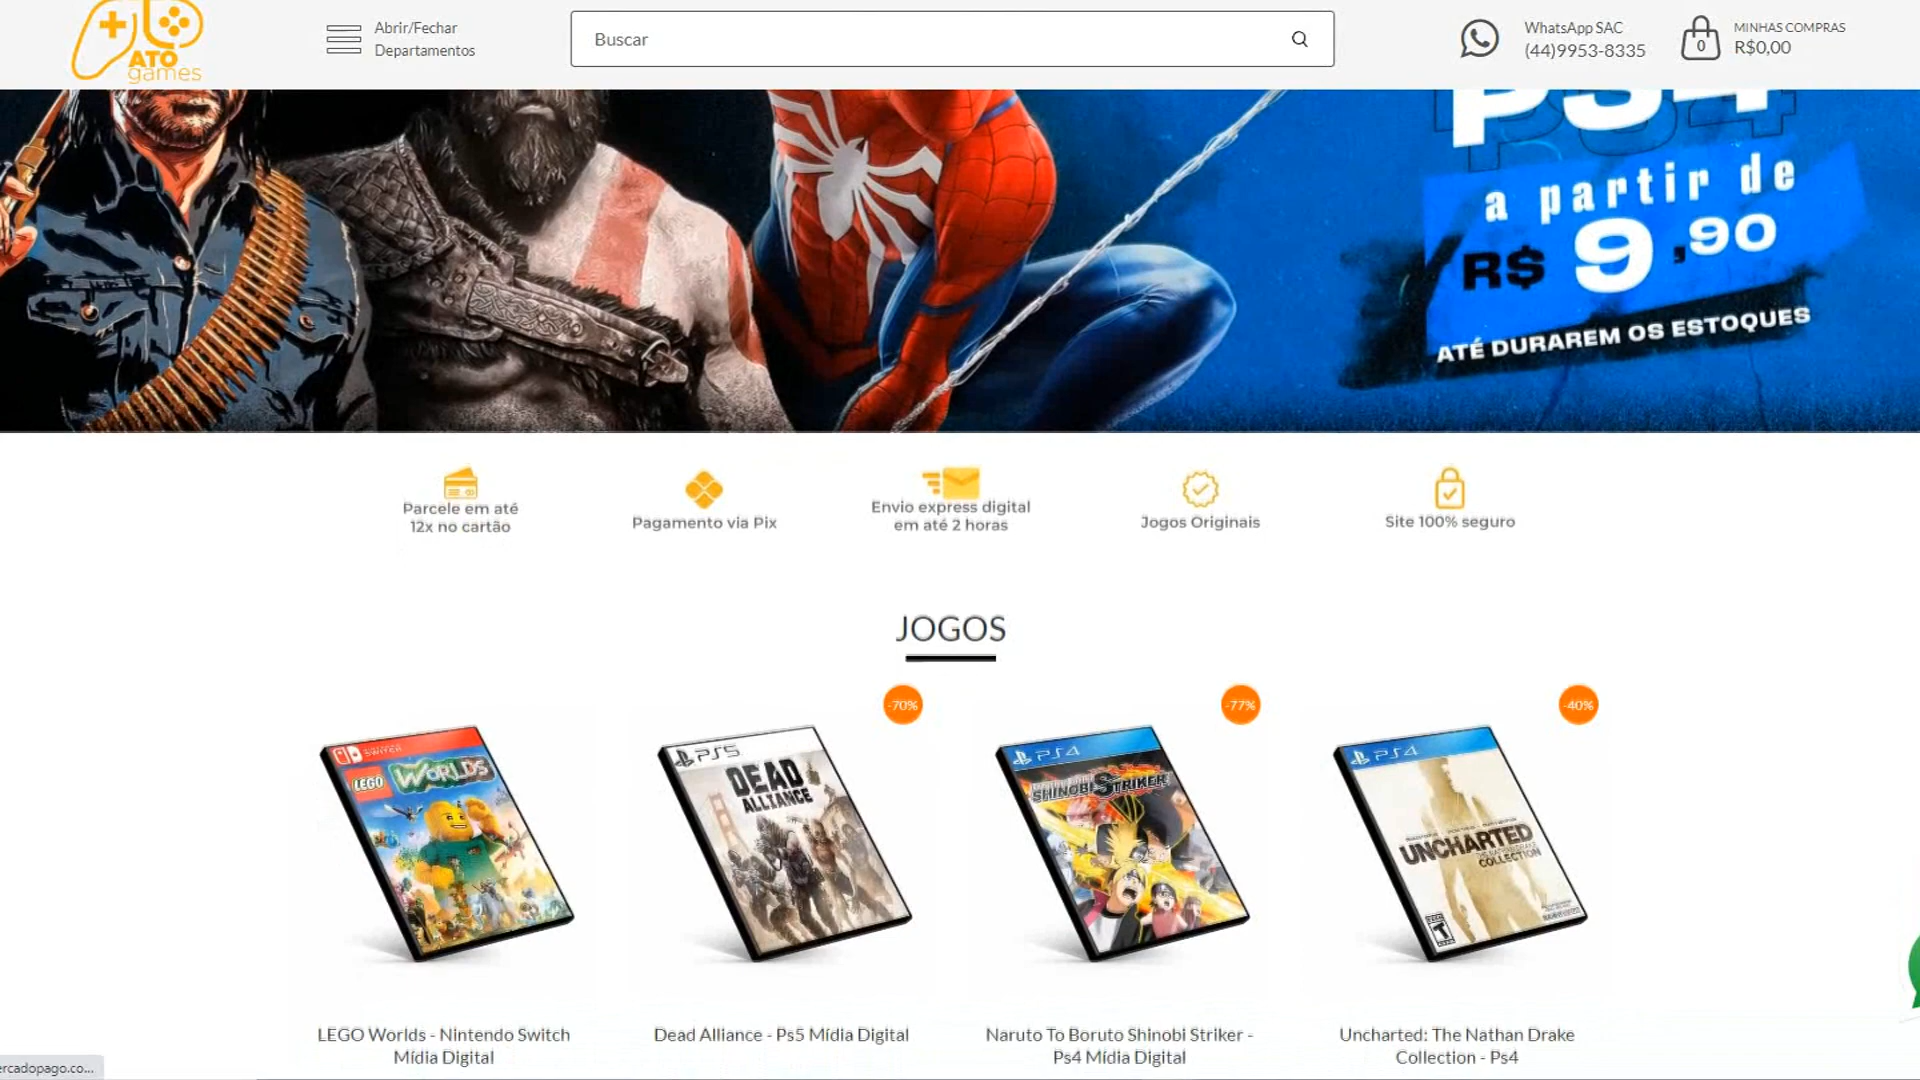 ATO
games
Abrir/Fechar
Departamentos
Buscar
WhatsApp SAC
(44)9953-8335
0
MINHAS COMPRAS
R$0,00
PS4
a partir de
R$ 9,90
ATÉ DURAREM OS ESTOQUES
Parcele em até
12x no cartão
Pagamento via Pix
Envio express digital
em até 2 horas
Jogos Originais
Site 100% seguro
JOGOS
-70%
-77%
-40%
LEGO WORLDS
PS5
DEAD
ALLIANCE
PS4
SHINOBI STRIKER
PS4
UNCHARTED
COLLECTION
T
LEGO Worlds - Nintendo Switch
Mídia Digital
Dead Alliance - Ps5 Mídia Digital
Naruto To Boruto Shinobi Striker -
Ps4 Mídia Digital
Uncharted: The Nathan Drake
Collection - Ps4
ercadopago.co...